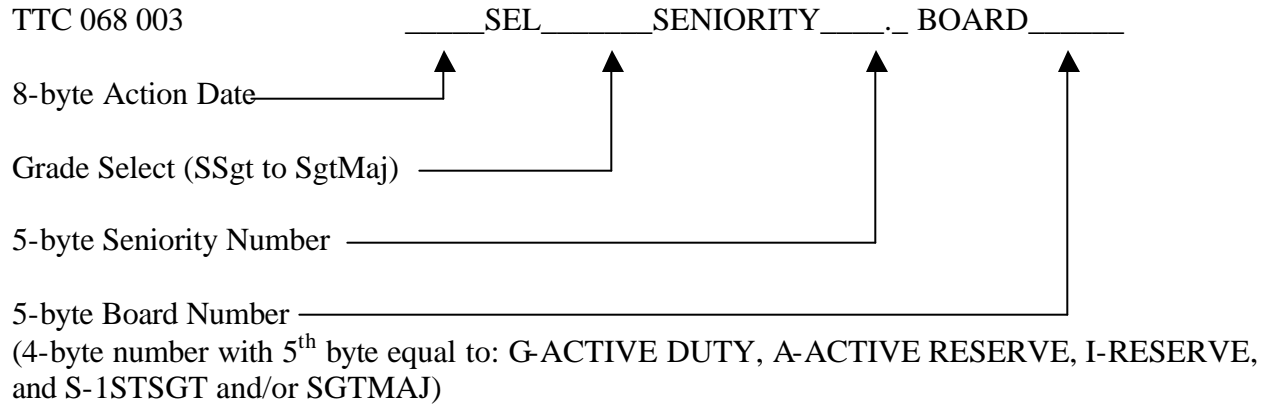 TTC 068 003 _____SEL_______SENIORITY____._ BOARD______
8-byte Action Date
Grade Select (SSgt to SgtMaj)
5-byte Seniority Number
5-byte Board Number
(4-byte number with 5th byte equal to: G-ACTIVE DUTY, A-ACTIVE RESERVE, I-RESERVE,
and S-1STSGT and/or SGTMAJ)